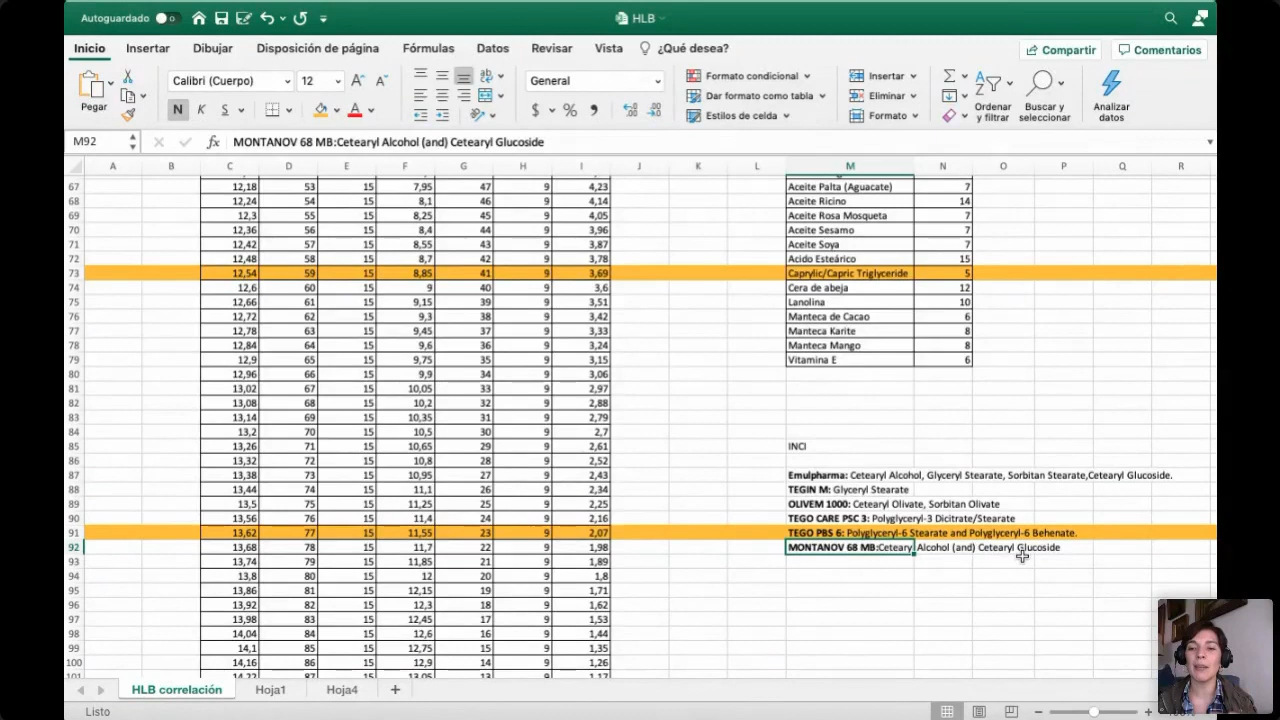 Autoguardado
HLB
Inicio Insertar Dibujar Disposición de página Fórmulas Datos Revisar Vista ¿Qué desea? Compartir Comentarios
Pegar Calibri (Cuerpo) 12 General Formato condicional Dar formato como tabla Estilos de celda Insertar Eliminar Formato Ordenar y filtrar Buscar y seleccionar Analizar datos
N K S
M92 fx MONTANOV 68 MB:Cetearyl Alcohol (and) Cetearyl Glucoside
A B C D E F G H I J K L M N O P Q R
67 12,18 53 15 7,95 47 9 4,23 Aceite Palta (Aguacate) 7
68 12,24 54 15 8,1 46 9 4,14 Aceite Ricino 14
69 12,3 55 15 8,25 45 9 4,05 Aceite Rosa Mosqueta 7
70 12,36 56 15 8,4 44 9 3,96 Aceite Sesamo 7
71 12,42 57 15 8,55 43 9 3,87 Aceite Soya 7
72 12,48 58 15 8,7 42 9 3,78 Acido Esteárico 15
73 12,54 59 15 8,85 41 9 3,69 Caprylic/Capric Triglyceride 5
74 12,6 60 15 9 40 9 3,6 Cera de abeja 12
75 12,66 61 15 9,15 39 9 3,51 Lanolina 10
76 12,72 62 15 9,3 38 9 3,42 Manteca de Cacao 6
77 12,78 63 15 9,45 37 9 3,33 Manteca Karite 8
78 12,84 64 15 9,6 36 9 3,24 Manteca Mango 8
79 12,9 65 15 9,75 35 9 3,15 Vitamina E 6
80 12,96 66 15 9,9 34 9 3,06
81 13,02 67 15 10,05 33 9 2,97
82 13,08 68 15 10,2 32 9 2,88
83 13,14 69 15 10,35 31 9 2,79
84 13,2 70 15 10,5 30 9 2,7
85 13,26 71 15 10,65 29 9 2,61 INCI
86 13,32 72 15 10,8 28 9 2,52
87 13,38 73 15 10,95 27 9 2,43 Emulpharma: Cetearyl Alcohol, Glyceryl Stearate, Sorbitan Stearate,Cetearyl Glucoside.
88 13,44 74 15 11,1 26 9 2,34 TEGIN M: Glyceryl Stearate
89 13,5 75 15 11,25 25 9 2,25 OLIVEM 1000: Cetearyl Olivate, Sorbitan Olivate
90 13,56 76 15 11,4 24 9 2,16 TEGO CARE PSC 3: Polyglyceryl-3 Dicitrate/Stearate
91 13,62 77 15 11,55 23 9 2,07 TEGO PBS 6: Polyglyceryl-6 Stearate and Polyglyceryl-6 Behenate.
92 13,68 78 15 11,7 22 9 1,98 MONTANOV 68 MB:Cetearyl Alcohol (and) Cetearyl Glucoside
93 13,74 79 15 11,85 21 9 1,89
94 13,8 80 15 12 20 9 1,8
95 13,86 81 15 12,15 19 9 1,71
96 13,92 82 15 12,3 18 9 1,62
97 13,98 83 15 12,45 17 9 1,53
98 14,04 84 15 12,6 16 9 1,44
99 14,1 85 15 12,75 15 9 1,35
100 14,16 86 15 12,9 14 9 1,26
HLB correlación Hoja1 Hoja4
Listo